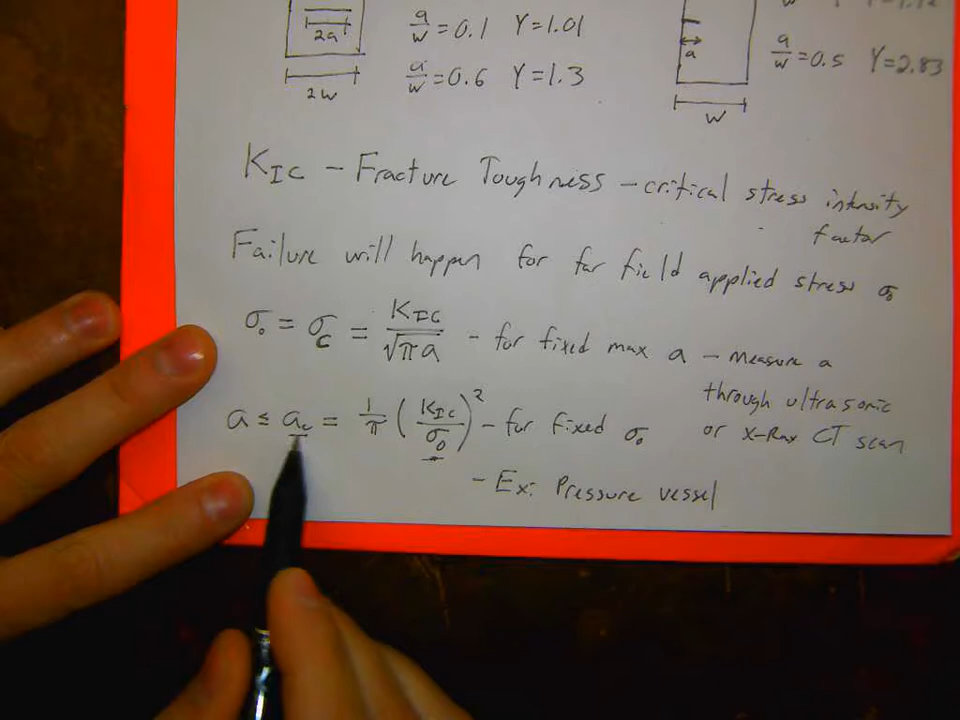 2a
2w
a/w = 0.1 Y = 1.01
a/w = 0.6 Y = 1.3
a
w
a/w = 0.5 Y = 2.83
K_IC – Fracture Toughness – critical stress intensity
factor
Failure will happen for far field applied stress σ₀
σ₀ = σ_c = K_IC / √πa – for fixed max a – measure a
through ultrasonic
or X-Rax CT scan
a ≤ a_c = 1/π (K_IC / σ₀)² – for fixed σ₀
– Ex: Pressure vessel